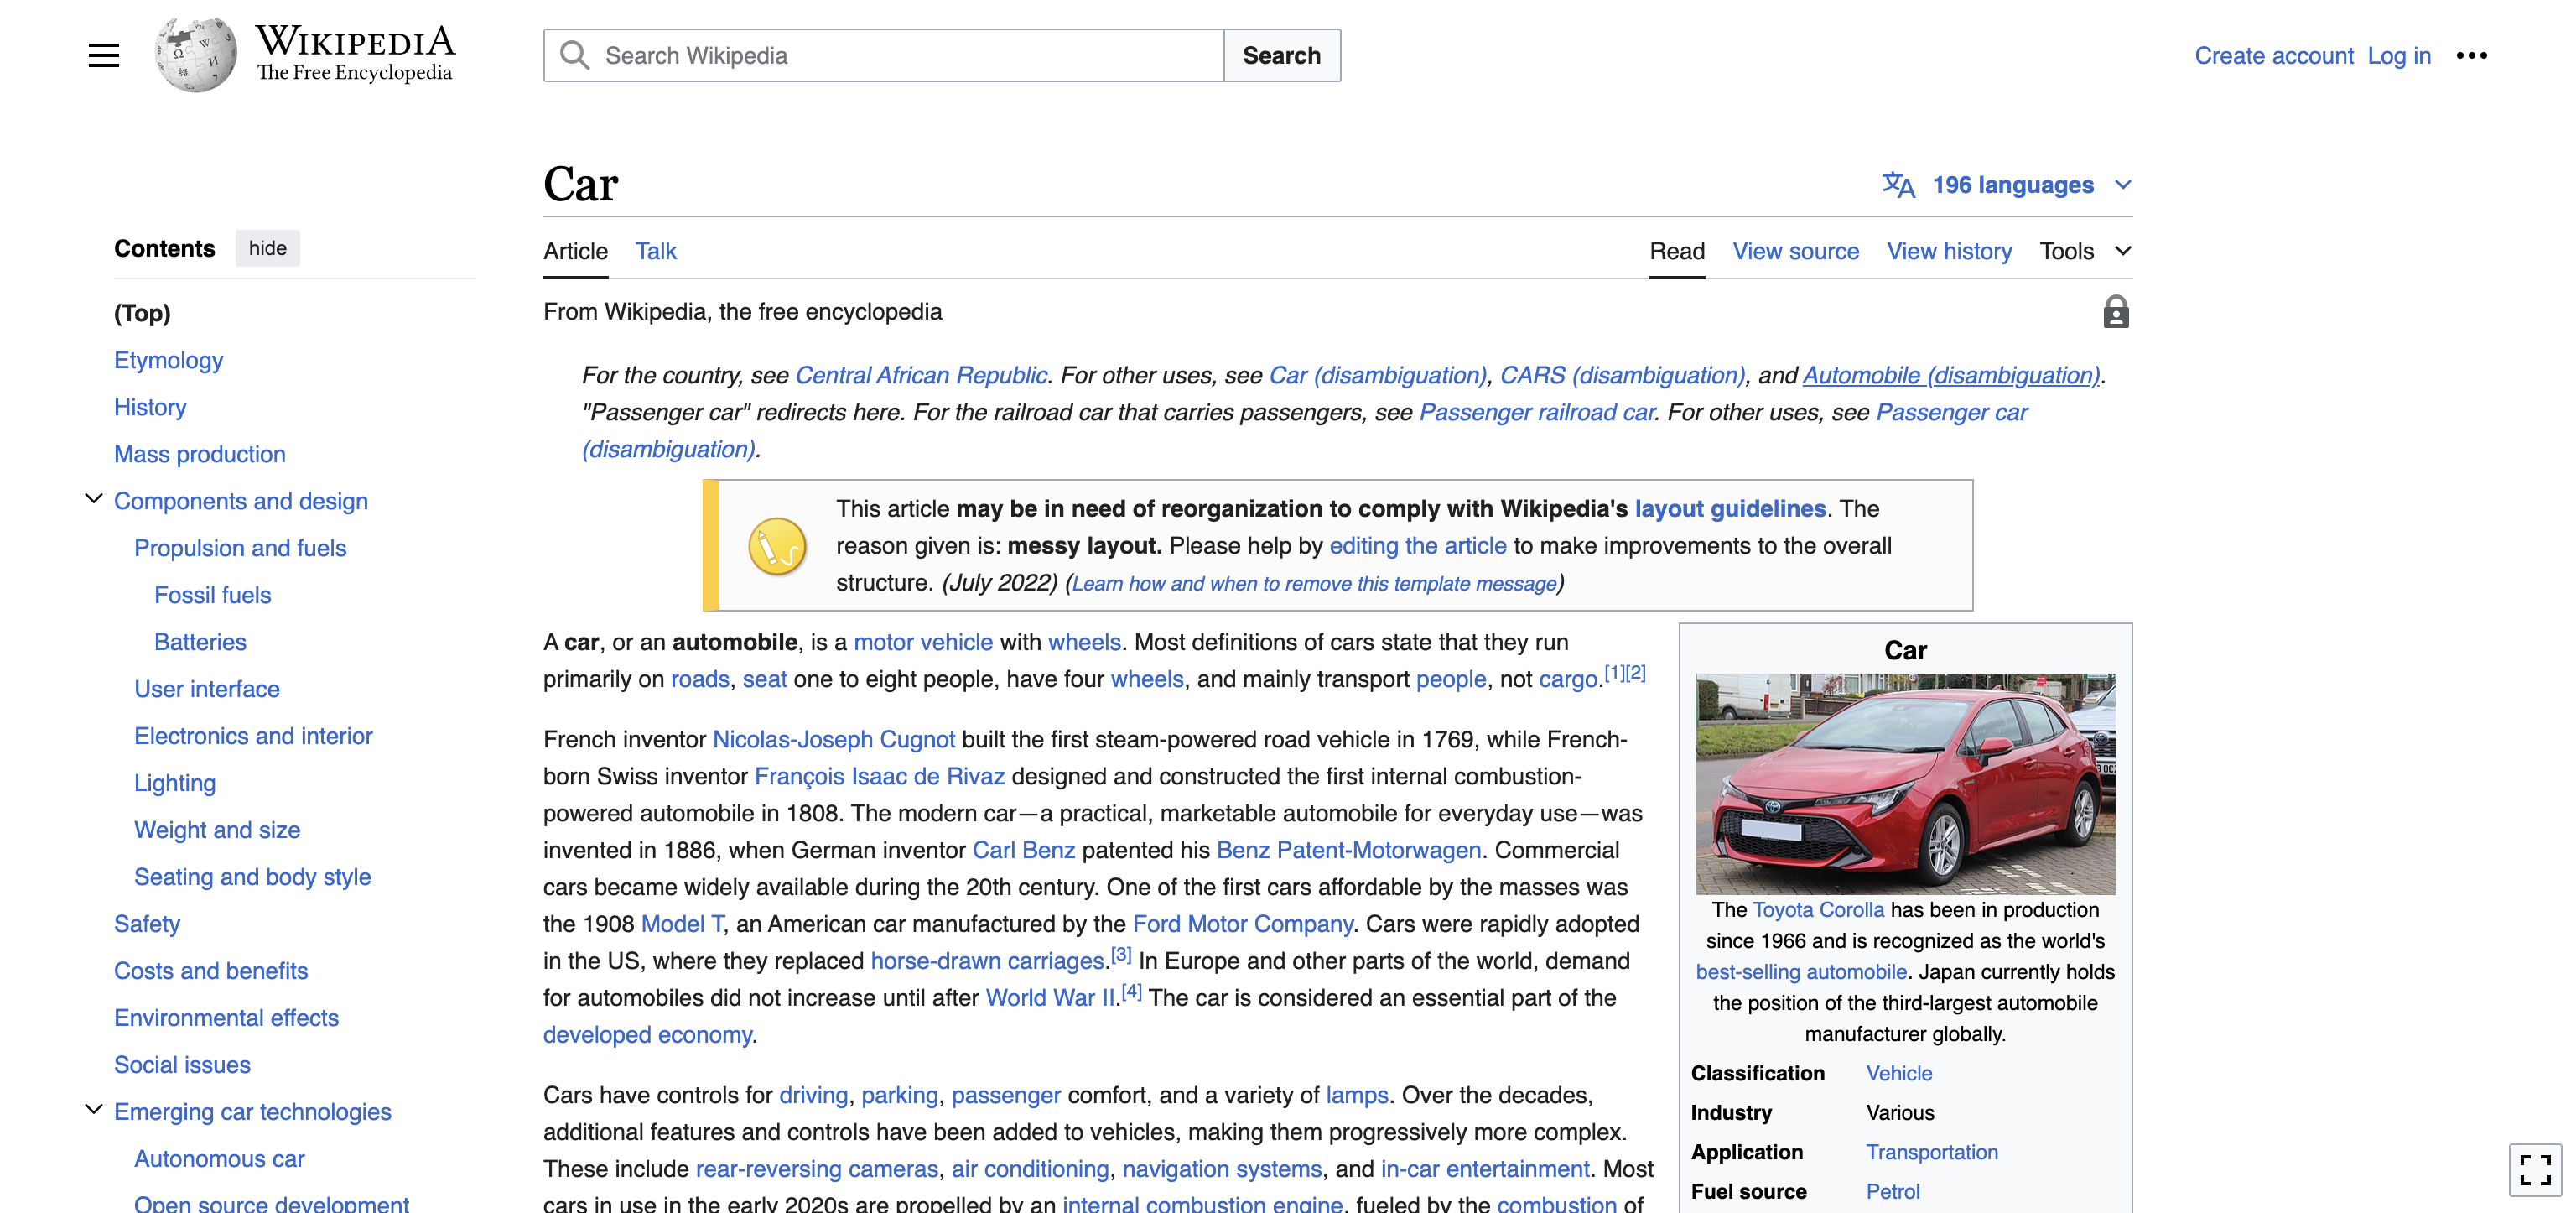 WIKIPEDIA
The Free Encyclopedia
Search Wikipedia
Search
Create account Log in
Car
196 languages
Contents hide
Article Talk
Read View source View history Tools
(Top)
Etymology
History
Mass production
Components and design
Propulsion and fuels
Fossil fuels
Batteries
User interface
Electronics and interior
Lighting
Weight and size
Seating and body style
Safety
Costs and benefits
Environmental effects
Social issues
Emerging car technologies
Autonomous car
Open source development
From Wikipedia, the free encyclopedia
For the country, see Central African Republic. For other uses, see Car (disambiguation), CARS (disambiguation), and Automobile (disambiguation).
"Passenger car" redirects here. For the railroad car that carries passengers, see Passenger railroad car. For other uses, see Passenger car
(disambiguation).
This article may be in need of reorganization to comply with Wikipedia's layout guidelines. The
reason given is: messy layout. Please help by editing the article to make improvements to the overall
structure. (July 2022) (Learn how and when to remove this template message)
A car, or an automobile, is a motor vehicle with wheels. Most definitions of cars state that they run
primarily on roads, seat one to eight people, have four wheels, and mainly transport people, not cargo.[1][2]
French inventor Nicolas-Joseph Cugnot built the first steam-powered road vehicle in 1769, while French-
born Swiss inventor François Isaac de Rivaz designed and constructed the first internal combustion-
powered automobile in 1808. The modern car—a practical, marketable automobile for everyday use—was
invented in 1886, when German inventor Carl Benz patented his Benz Patent-Motorwagen. Commercial
cars became widely available during the 20th century. One of the first cars affordable by the masses was
the 1908 Model T, an American car manufactured by the Ford Motor Company. Cars were rapidly adopted
in the US, where they replaced horse-drawn carriages.[3] In Europe and other parts of the world, demand
for automobiles did not increase until after World War II.[4] The car is considered an essential part of the
developed economy.
Cars have controls for driving, parking, passenger comfort, and a variety of lamps. Over the decades,
additional features and controls have been added to vehicles, making them progressively more complex.
These include rear-reversing cameras, air conditioning, navigation systems, and in-car entertainment. Most
cars in use in the early 2020s are propelled by an internal combustion engine, fueled by the combustion of
Car
The Toyota Corolla has been in production
since 1966 and is recognized as the world's
best-selling automobile. Japan currently holds
the position of the third-largest automobile
manufacturer globally.
Classification Vehicle
Industry Various
Application Transportation
Fuel source Petrol